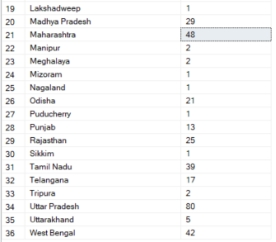 19 Lakshadweep 1
20 Madhya Pradesh 29
21 Maharashtra 48
22 Manipur 2
23 Meghalaya 2
24 Mizoram 1
25 Nagaland 1
26 Odisha 21
27 Puducherry 1
28 Punjab 13
29 Rajasthan 25
30 Sikkim 1
31 Tamil Nadu 39
32 Telangana 17
33 Tripura 2
34 Uttar Pradesh 80
35 Uttarakhand 5
36 West Bengal 42